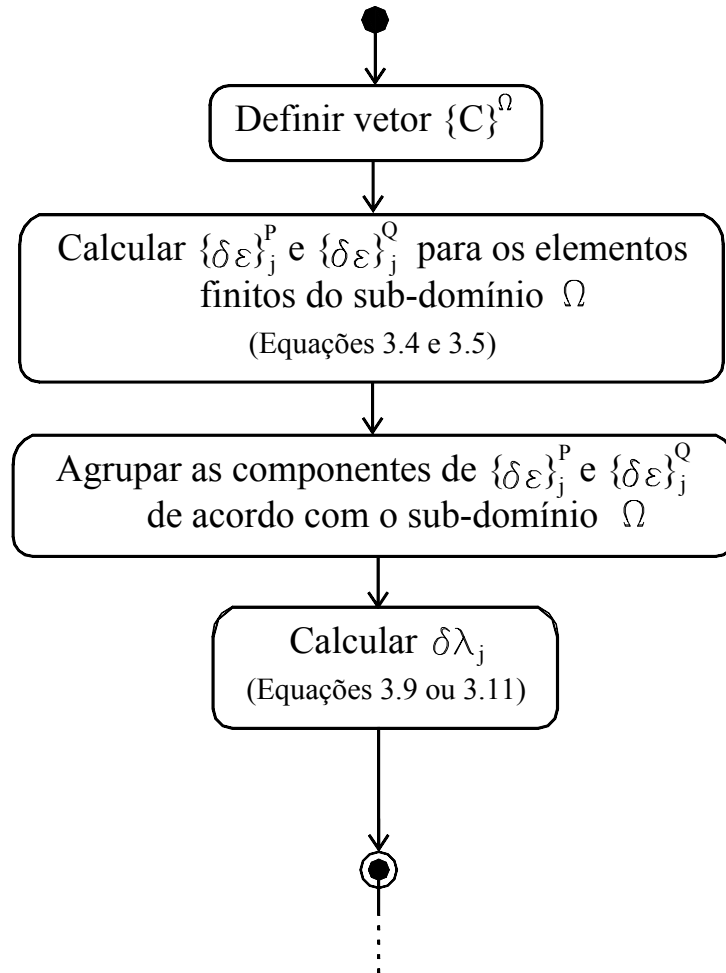 Definir vetor {C}^Ω
Calcular {δε}_j^P e {δε}_j^Q para os elementos
finitos do sub-domínio Ω
(Equações 3.4 e 3.5)
Agrupar as componentes de {δε}_j^P e {δε}_j^Q
de acordo com o sub-domínio Ω
Calcular δλ_j
(Equações 3.9 ou 3.11)